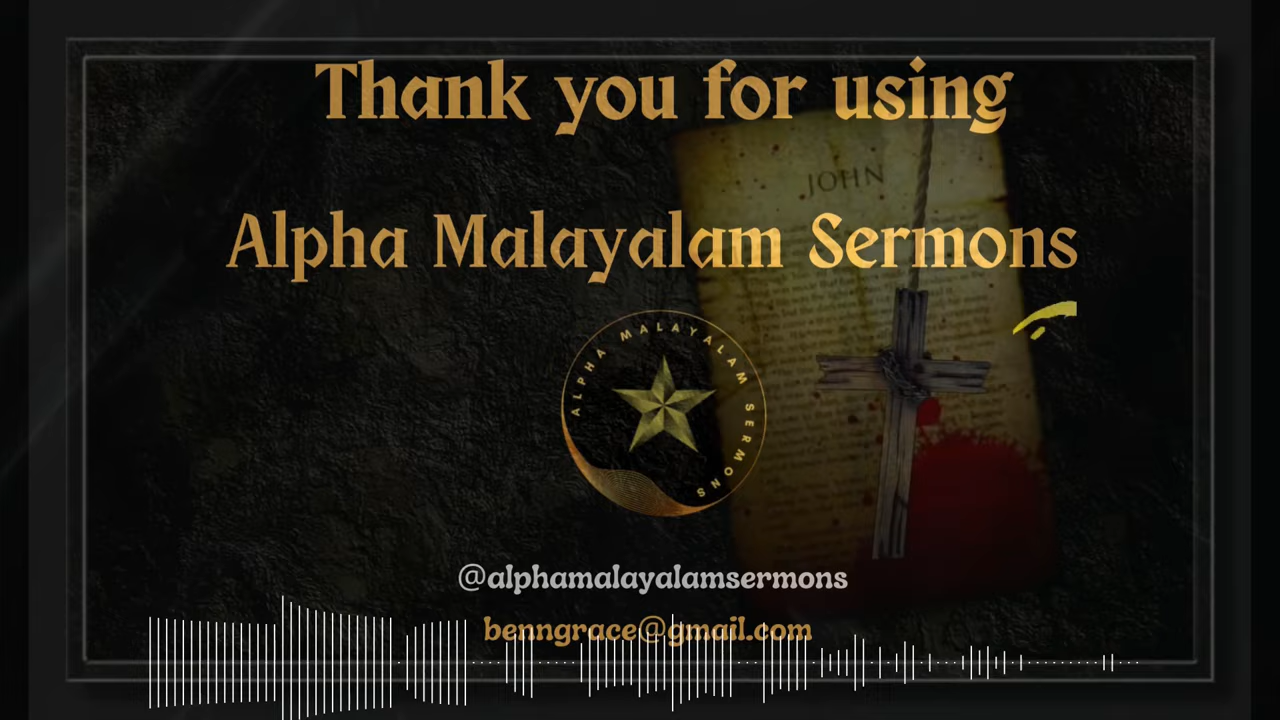 Thank you for using
JOHN
Alpha Malayalam Sermons
ALPHA MALAYALAM SERMONS
@alphamalayalamsermons
benngrace@gmail.com